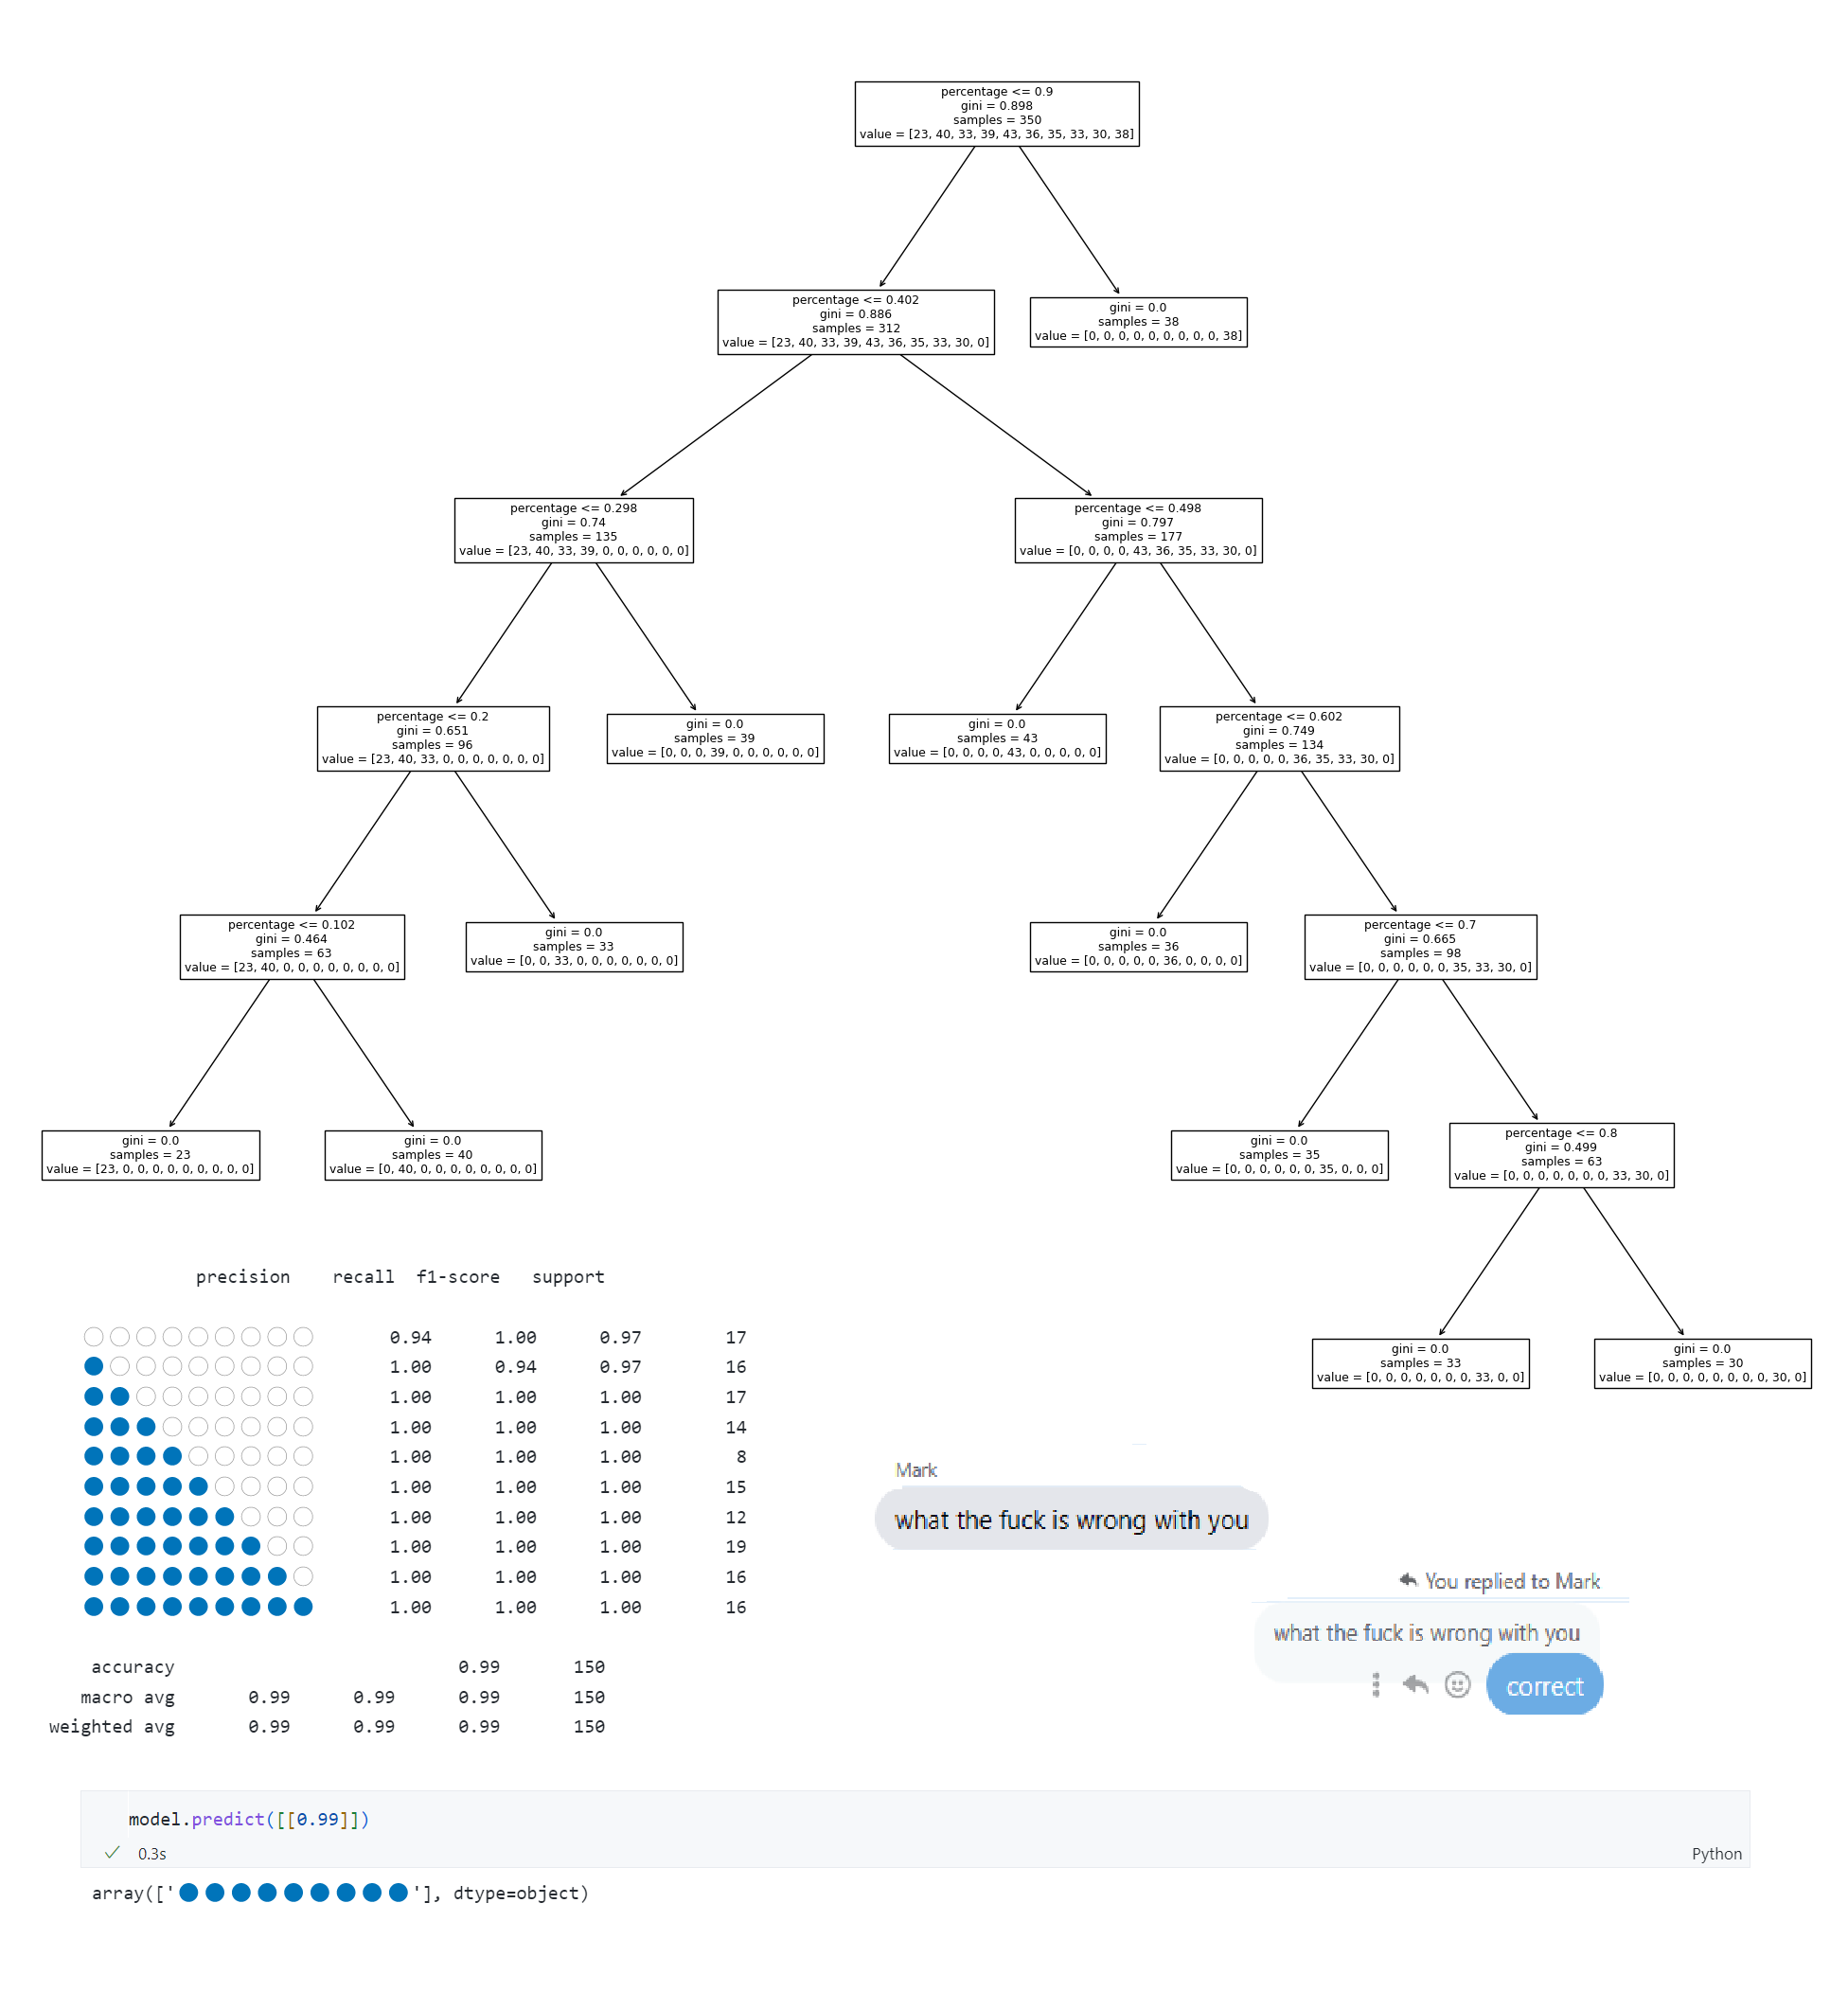 percentage <= 0.9
gini = 0.898
samples = 350
value = [23, 40, 33, 39, 43, 36, 35, 33, 30, 38]
percentage <= 0.402
gini = 0.886
samples = 312
value = [23, 40, 33, 39, 43, 36, 35, 33, 30, 0]
gini = 0.0
samples = 38
value = [0, 0, 0, 0, 0, 0, 0, 0, 0, 38]
percentage <= 0.298
gini = 0.74
samples = 135
value = [23, 40, 33, 39, 0, 0, 0, 0, 0, 0]
percentage <= 0.498
gini = 0.797
samples = 177
value = [0, 0, 0, 0, 43, 36, 35, 33, 30, 0]
percentage <= 0.2
gini = 0.651
samples = 96
value = [23, 40, 33, 0, 0, 0, 0, 0, 0, 0]
gini = 0.0
samples = 39
value = [0, 0, 0, 39, 0, 0, 0, 0, 0, 0]
gini = 0.0
samples = 43
value = [0, 0, 0, 0, 43, 0, 0, 0, 0, 0]
percentage <= 0.602
gini = 0.749
samples = 134
value = [0, 0, 0, 0, 0, 36, 35, 33, 30, 0]
percentage <= 0.102
gini = 0.464
samples = 63
value = [23, 40, 0, 0, 0, 0, 0, 0, 0, 0]
gini = 0.0
samples = 33
value = [0, 0, 33, 0, 0, 0, 0, 0, 0, 0]
gini = 0.0
samples = 36
value = [0, 0, 0, 0, 0, 36, 0, 0, 0, 0]
percentage <= 0.7
gini = 0.665
samples = 98
value = [0, 0, 0, 0, 0, 0, 35, 33, 30, 0]
gini = 0.0
samples = 23
value = [23, 0, 0, 0, 0, 0, 0, 0, 0, 0]
gini = 0.0
samples = 40
value = [0, 40, 0, 0, 0, 0, 0, 0, 0, 0]
gini = 0.0
samples = 35
value = [0, 0, 0, 0, 0, 0, 35, 0, 0, 0]
percentage <= 0.8
gini = 0.499
samples = 63
value = [0, 0, 0, 0, 0, 0, 0, 33, 30, 0]
gini = 0.0
samples = 33
value = [0, 0, 0, 0, 0, 0, 0, 33, 0, 0]
gini = 0.0
samples = 30
value = [0, 0, 0, 0, 0, 0, 0, 0, 30, 0]
precision recall f1-score support
○○○○○○○○○ 0.94 1.00 0.97 17
🔵○○○○○○○○ 1.00 0.94 0.97 16
🔵🔵○○○○○○○ 1.00 1.00 1.00 17
🔵🔵🔵○○○○○○ 1.00 1.00 1.00 14
🔵🔵🔵🔵○○○○○ 1.00 1.00 1.00 8
🔵🔵🔵🔵🔵○○○○ 1.00 1.00 1.00 15
🔵🔵🔵🔵🔵🔵○○○ 1.00 1.00 1.00 12
🔵🔵🔵🔵🔵🔵🔵○○ 1.00 1.00 1.00 19
🔵🔵🔵🔵🔵🔵🔵🔵○ 1.00 1.00 1.00 16
🔵🔵🔵🔵🔵🔵🔵🔵🔵 1.00 1.00 1.00 16
accuracy 0.99 150
macro avg 0.99 0.99 0.99 150
weighted avg 0.99 0.99 0.99 150
Mark
what the fuck is wrong with you
You replied to Mark
what the fuck is wrong with you
correct
model.predict([[0.99]])
0.3s
Python
array(['🔵🔵🔵🔵🔵🔵🔵🔵🔵'], dtype=object)